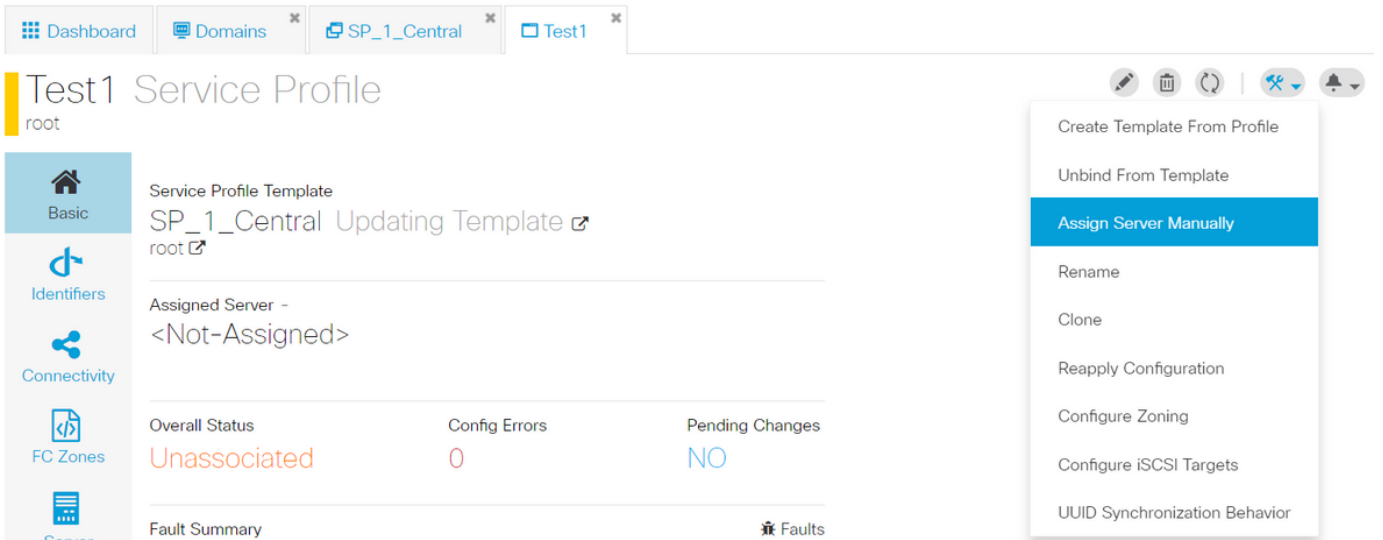 Dashboard
Domains
SP_1_Central
Test1
Test1 Service Profile
root
Basic
Identifiers
Connectivity
FC Zones
Service Profile Template
SP_1_Central Updating Template
root
Assigned Server -
<Not-Assigned>
Overall Status
Unassociated
Config Errors
0
Pending Changes
NO
Fault Summary
Faults
Create Template From Profile
Unbind From Template
Assign Server Manually
Rename
Clone
Reapply Configuration
Configure Zoning
Configure iSCSI Targets
UUID Synchronization Behavior